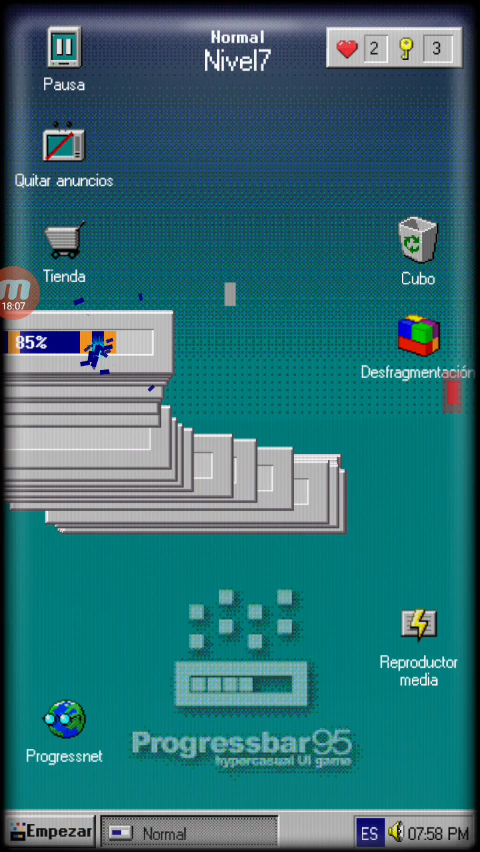 Normal
Nivel7
2
3
Pausa
Quitar anuncios
Tienda
Cubo
18:07
85%
Desfragmentación
Reproductor
media
Progressbar95
hypercasual UI game
Progressnet
Empezar
Normal
ES
07:58 PM